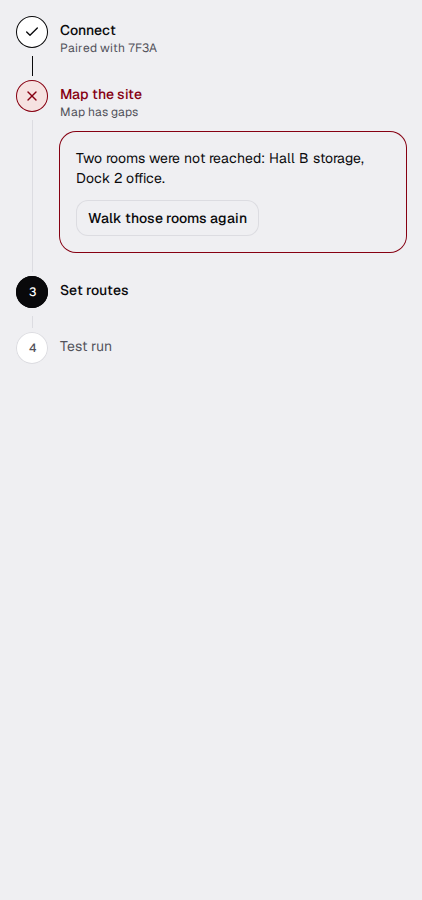 Connect
Paired with 7F3A
Map the site
Map has gaps
Two rooms were not reached: Hall B storage,
Dock 2 office.
Walk those rooms again
3 Set routes
4 Test run